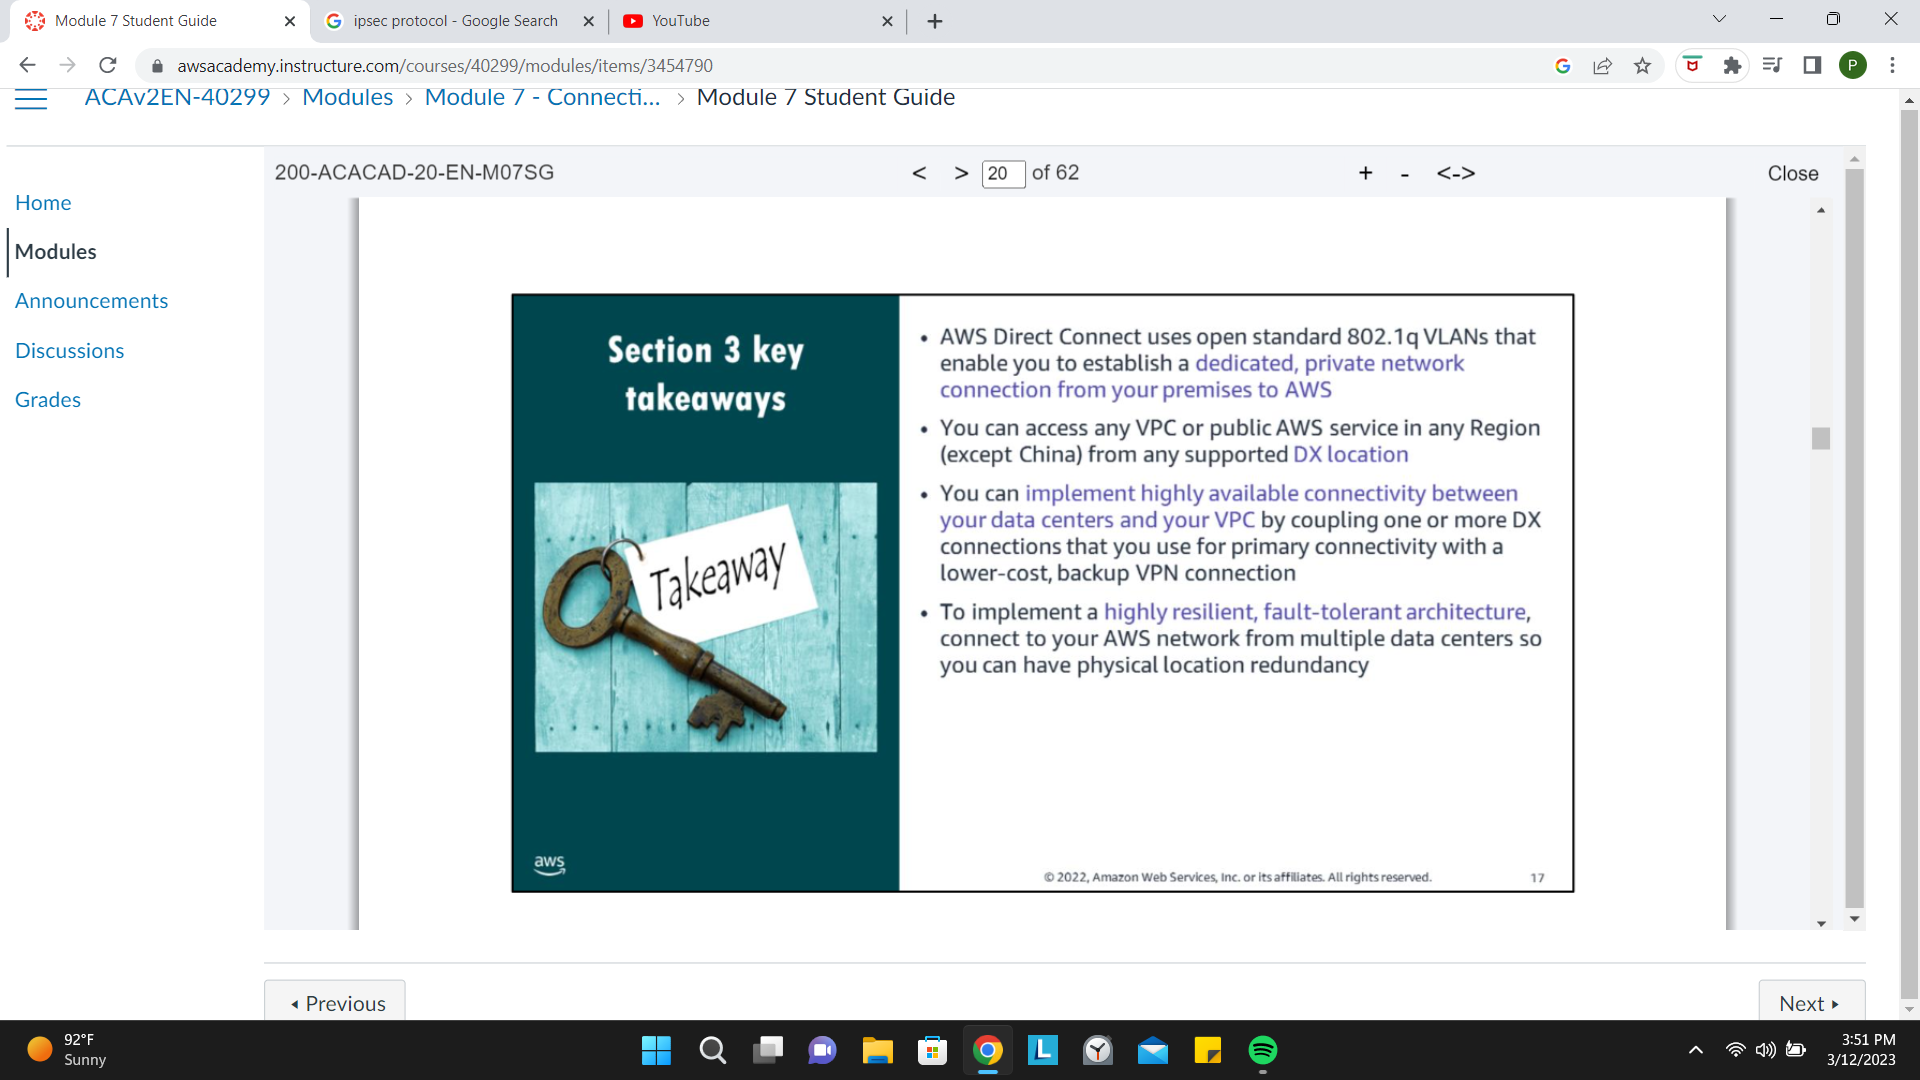 Module 7 Student Guide
ipsec protocol - Google Search
YouTube
awsacademy.instructure.com/courses/40299/modules/items/3454790
P
ACAv2EN-40299 > Modules > Module 7 - Connecti... > Module 7 Student Guide
200-ACACAD-20-EN-M07SG
< > 20 of 62
+ - <->
Close
Home
Modules
Announcements
Discussions
Grades
Section 3 key
takeaways
Takeaway
aws
• AWS Direct Connect uses open standard 802.1q VLANs that
enable you to establish a dedicated, private network
connection from your premises to AWS
• You can access any VPC or public AWS service in any Region
(except China) from any supported DX location
• You can implement highly available connectivity between
your data centers and your VPC by coupling one or more DX
connections that you use for primary connectivity with a
lower-cost, backup VPN connection
• To implement a highly resilient, fault-tolerant architecture,
connect to your AWS network from multiple data centers so
you can have physical location redundancy
© 2022, Amazon Web Services, Inc. or its affiliates. All rights reserved.
17
Previous
Next
92°F
Sunny
L
3:51 PM
3/12/2023